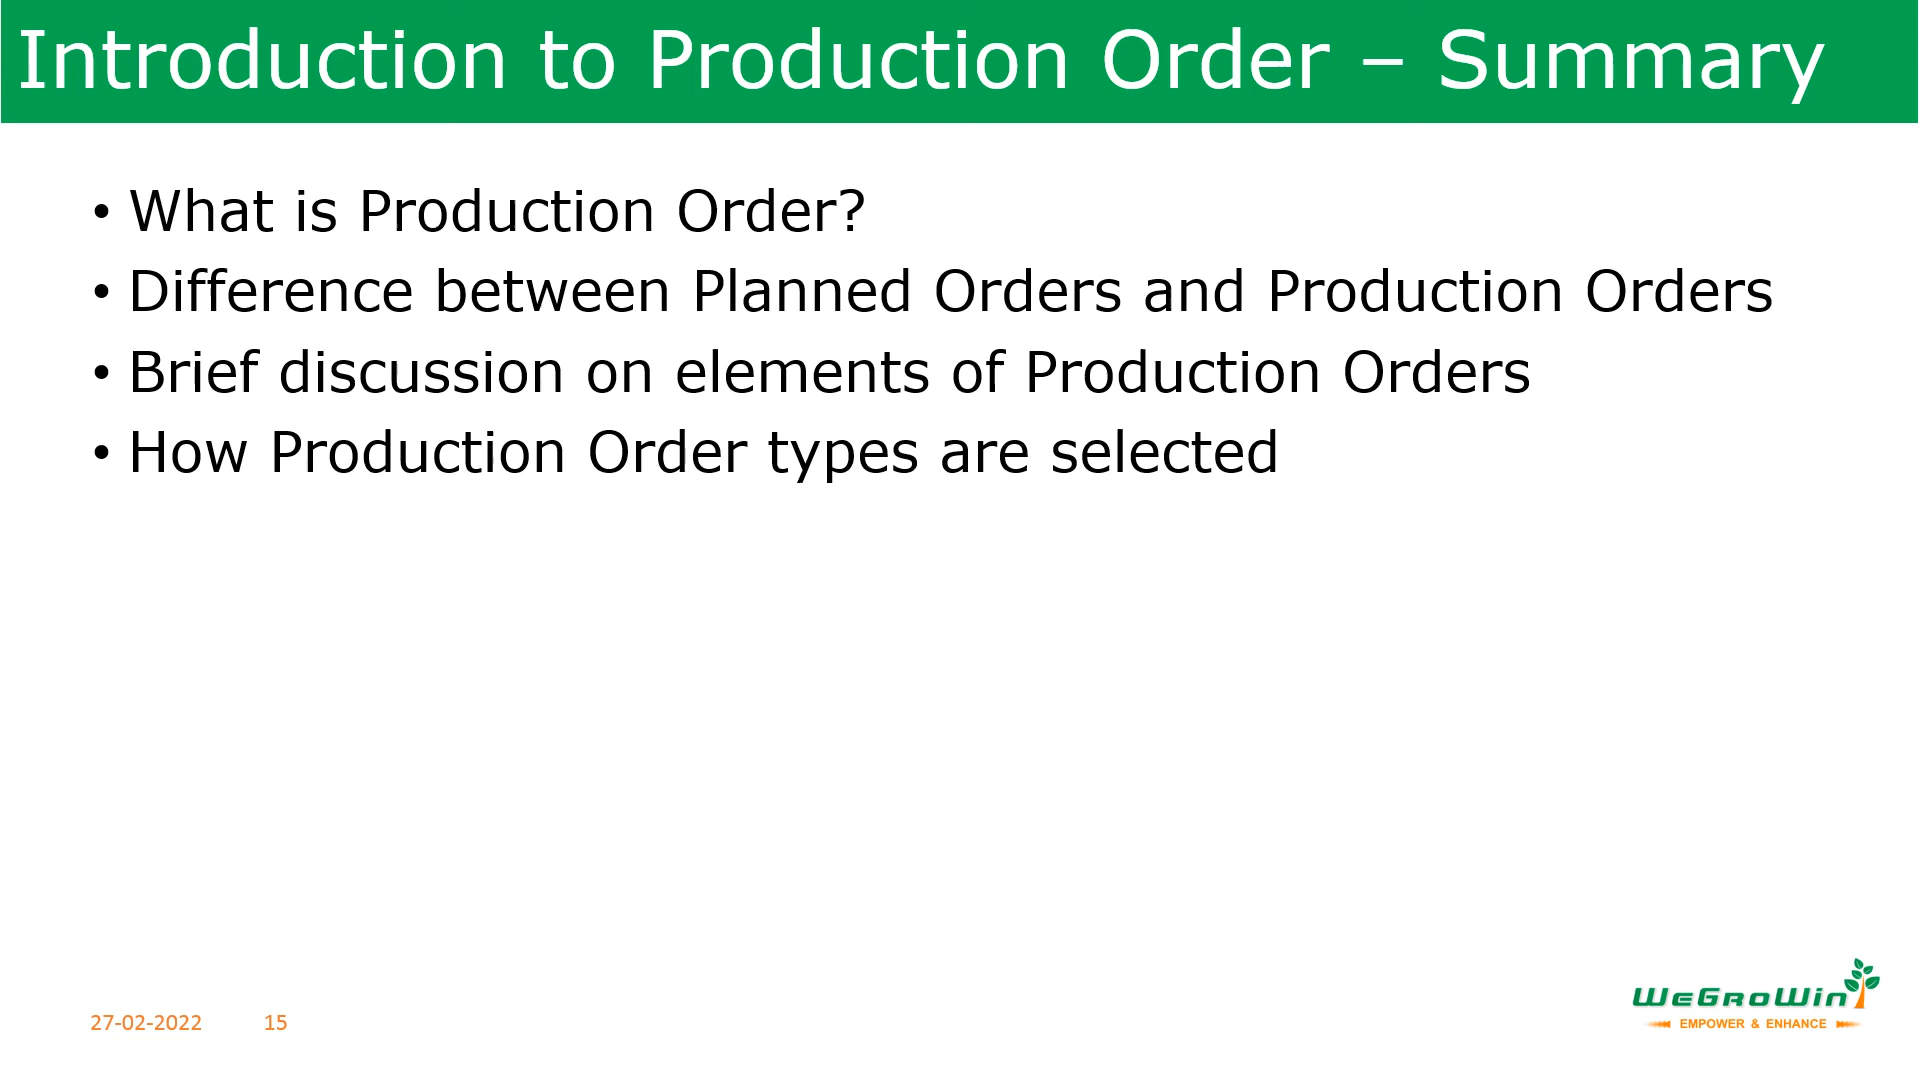 Introduction to Production Order – Summary
• What is Production Order?
• Difference between Planned Orders and Production Orders
• Brief discussion on elements of Production Orders
• How Production Order types are selected
27-02-2022 15
WeGroWin
EMPOWER & ENHANCE